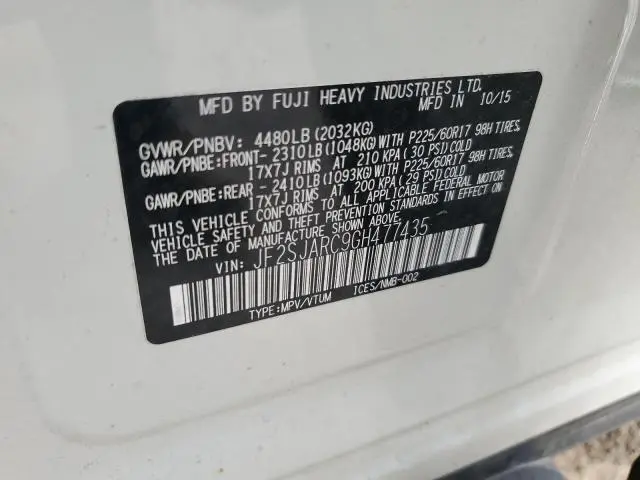 MFD BY FUJI HEAVY INDUSTRIES LTD.
MFD IN 10/15
GVWR/PNBV: 4480LB (2032KG)
GAWR/PNBE:FRONT- 2310LB (1048KG)WITH P225/60R17 98H TIRES,
17X7J RIMS AT 210 KPA (30 PSI) COLD
GAWR/PNBE: REAR - 2410LB (1093KG)WITH P225/60R17 98H TIRES,
17X7J RIMS AT 200 KPA (29 PSI) COLD
THIS VEHICLE CONFORMS TO ALL APPLICABLE FEDERAL MOTOR
VEHICLE SAFETY AND THEFT PREVENTION STANDARDS IN EFFECT ON
THE DATE OF MANUFACTURE SHOWN ABOVE.
VIN: JF2SJARC9GH477435
TYPE:MPV/VTUM ICES/NMB-002